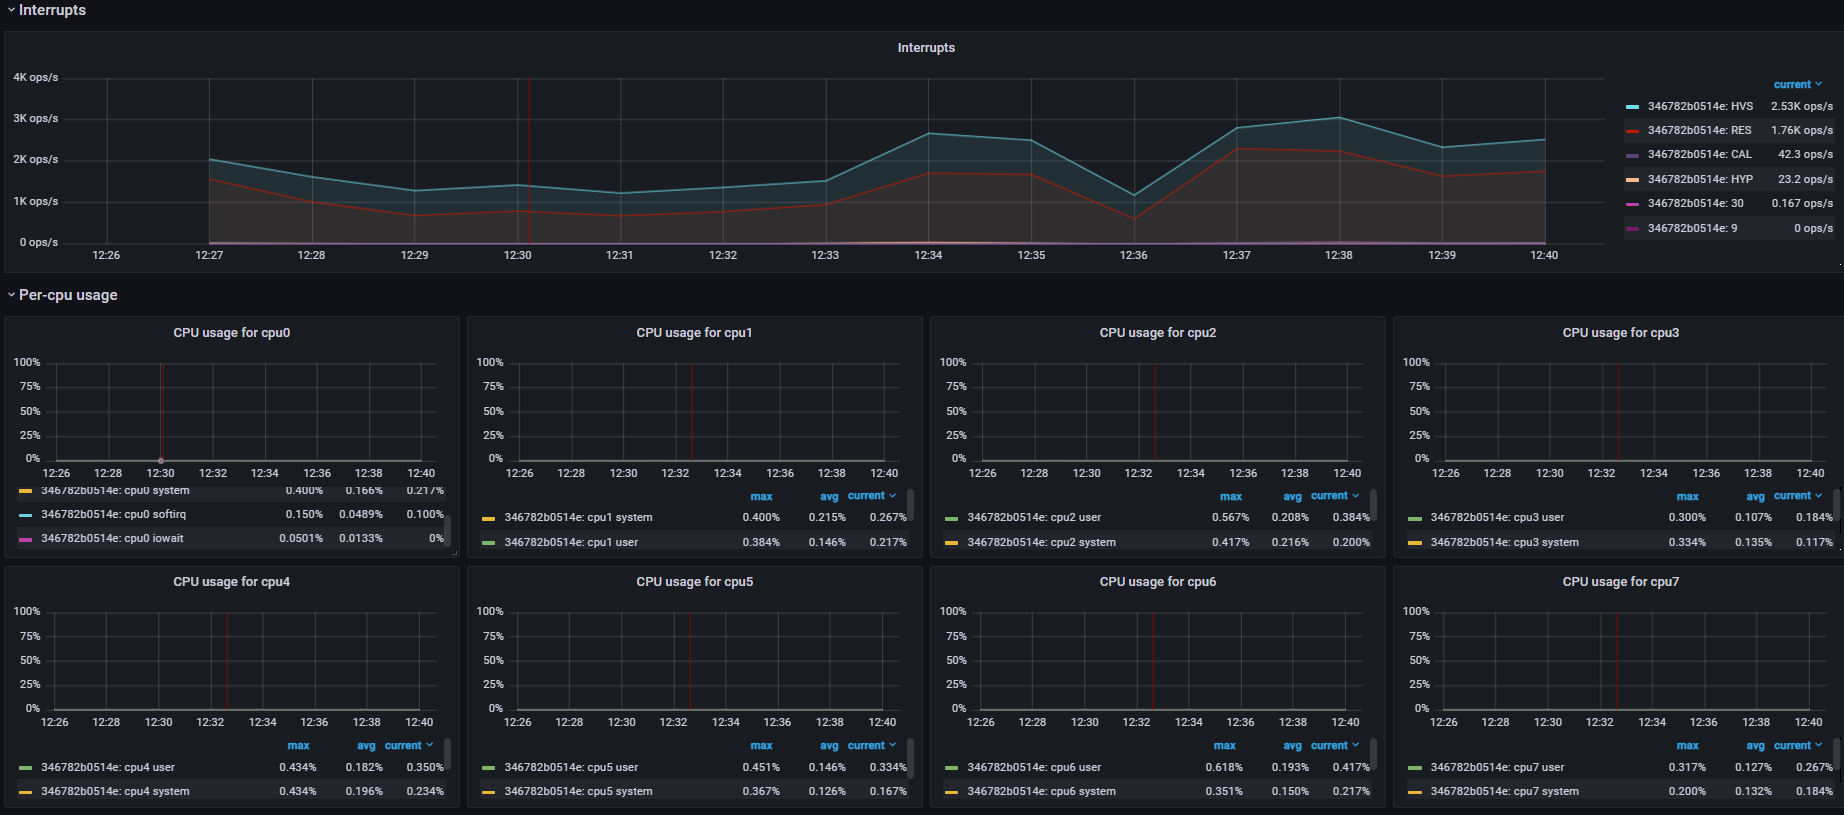 Interrupts
Interrupts
4K ops/s
3K ops/s
2K ops/s
1K ops/s
0 ops/s
12:26 12:27 12:28 12:29 12:30 12:31 12:32 12:33 12:34 12:35 12:36 12:37 12:38 12:39 12:40
current
346782b0514e: HVS 2.53K ops/s
346782b0514e: RES 1.76K ops/s
346782b0514e: CAL 42.3 ops/s
346782b0514e: HYP 23.2 ops/s
346782b0514e: 30 0.167 ops/s
346782b0514e: 9 0 ops/s
Per-cpu usage
CPU usage for cpu0
100%
75%
50%
25%
0%
12:26 12:28 12:30 12:32 12:34 12:36 12:38 12:40
346782b0514e: cpu0 system 0.400% 0.166% 0.217%
346782b0514e: cpu0 softirq 0.150% 0.0489% 0.100%
346782b0514e: cpu0 iowait 0.0501% 0.0133% 0%
CPU usage for cpu1
100%
75%
50%
25%
0%
12:26 12:28 12:30 12:32 12:34 12:36 12:38 12:40
max avg current
346782b0514e: cpu1 system 0.400% 0.215% 0.267%
346782b0514e: cpu1 user 0.384% 0.146% 0.217%
CPU usage for cpu2
100%
75%
50%
25%
0%
12:26 12:28 12:30 12:32 12:34 12:36 12:38 12:40
max avg current
346782b0514e: cpu2 user 0.567% 0.208% 0.384%
346782b0514e: cpu2 system 0.417% 0.216% 0.200%
CPU usage for cpu3
100%
75%
50%
25%
0%
12:26 12:28 12:30 12:32 12:34 12:36 12:38 12:40
max avg current
346782b0514e: cpu3 user 0.300% 0.107% 0.184%
346782b0514e: cpu3 system 0.334% 0.135% 0.117%
CPU usage for cpu4
100%
75%
50%
25%
0%
12:26 12:28 12:30 12:32 12:34 12:36 12:38 12:40
max avg current
346782b0514e: cpu4 user 0.434% 0.182% 0.350%
346782b0514e: cpu4 system 0.434% 0.196% 0.234%
CPU usage for cpu5
100%
75%
50%
25%
0%
12:26 12:28 12:30 12:32 12:34 12:36 12:38 12:40
max avg current
346782b0514e: cpu5 user 0.451% 0.146% 0.334%
346782b0514e: cpu5 system 0.367% 0.126% 0.167%
CPU usage for cpu6
100%
75%
50%
25%
0%
12:26 12:28 12:30 12:32 12:34 12:36 12:38 12:40
max avg current
346782b0514e: cpu6 user 0.618% 0.193% 0.417%
346782b0514e: cpu6 system 0.351% 0.150% 0.217%
CPU usage for cpu7
100%
75%
50%
25%
0%
12:26 12:28 12:30 12:32 12:34 12:36 12:38 12:40
max avg current
346782b0514e: cpu7 user 0.317% 0.127% 0.267%
346782b0514e: cpu7 system 0.200% 0.132% 0.184%